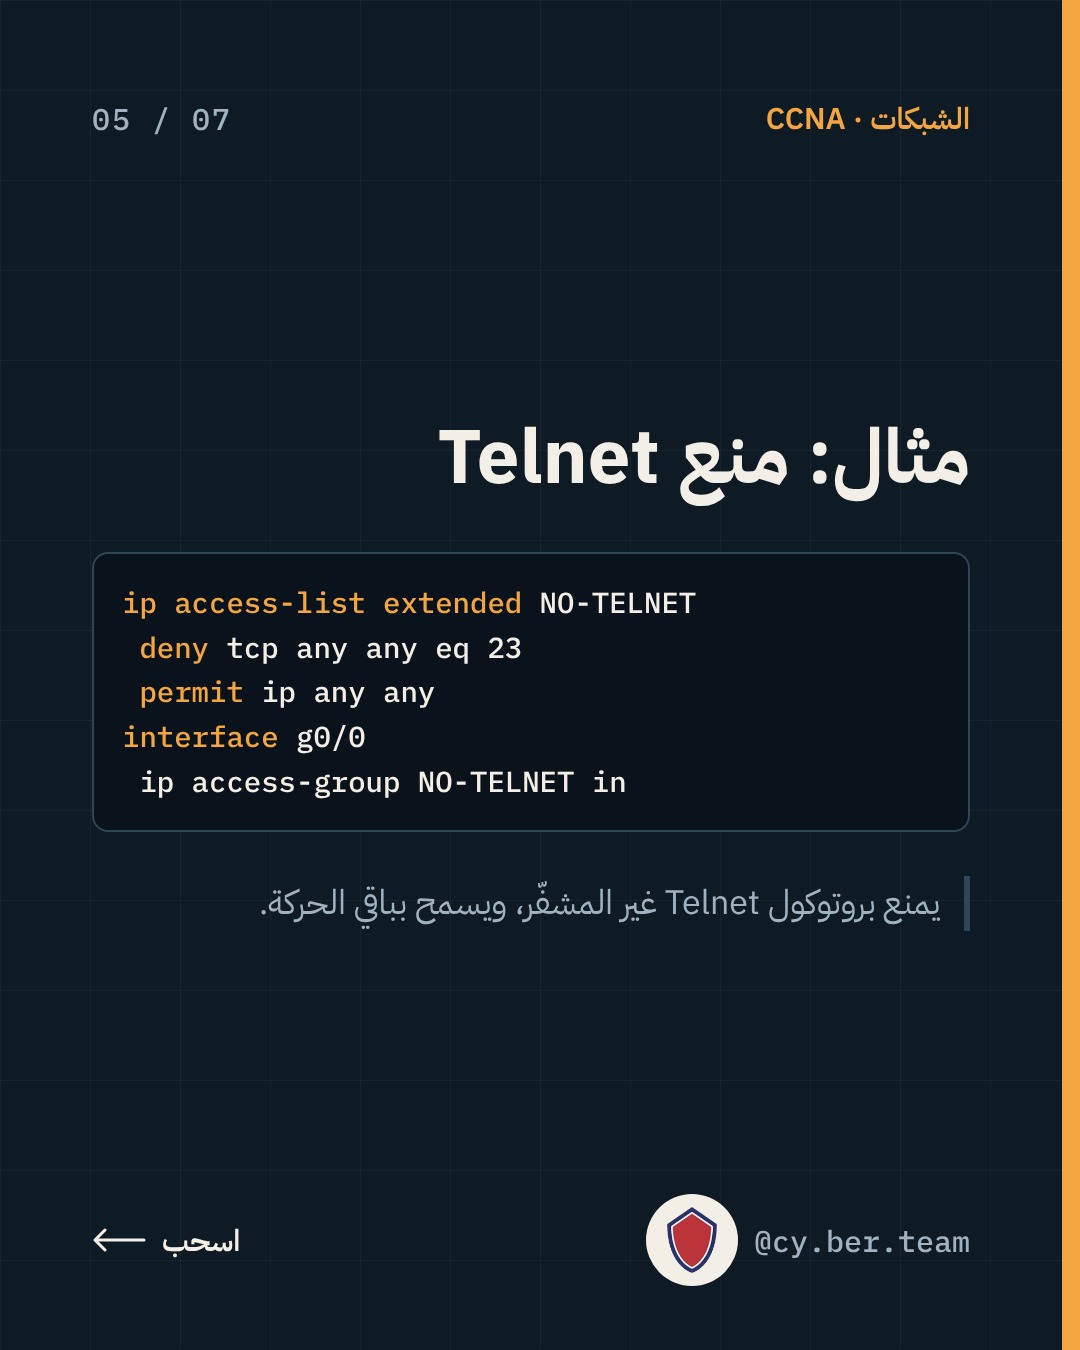 الشبكات · CCNA
05 / 07
مثال: منع Telnet
ip access-list extended NO-TELNET
 deny tcp any any eq 23
 permit ip any any
interface g0/0
 ip access-group NO-TELNET in
يمنع بروتوكول Telnet غير المشفّر، ويسمح بباقي الحركة.
@cy.ber.team
اسحب ←